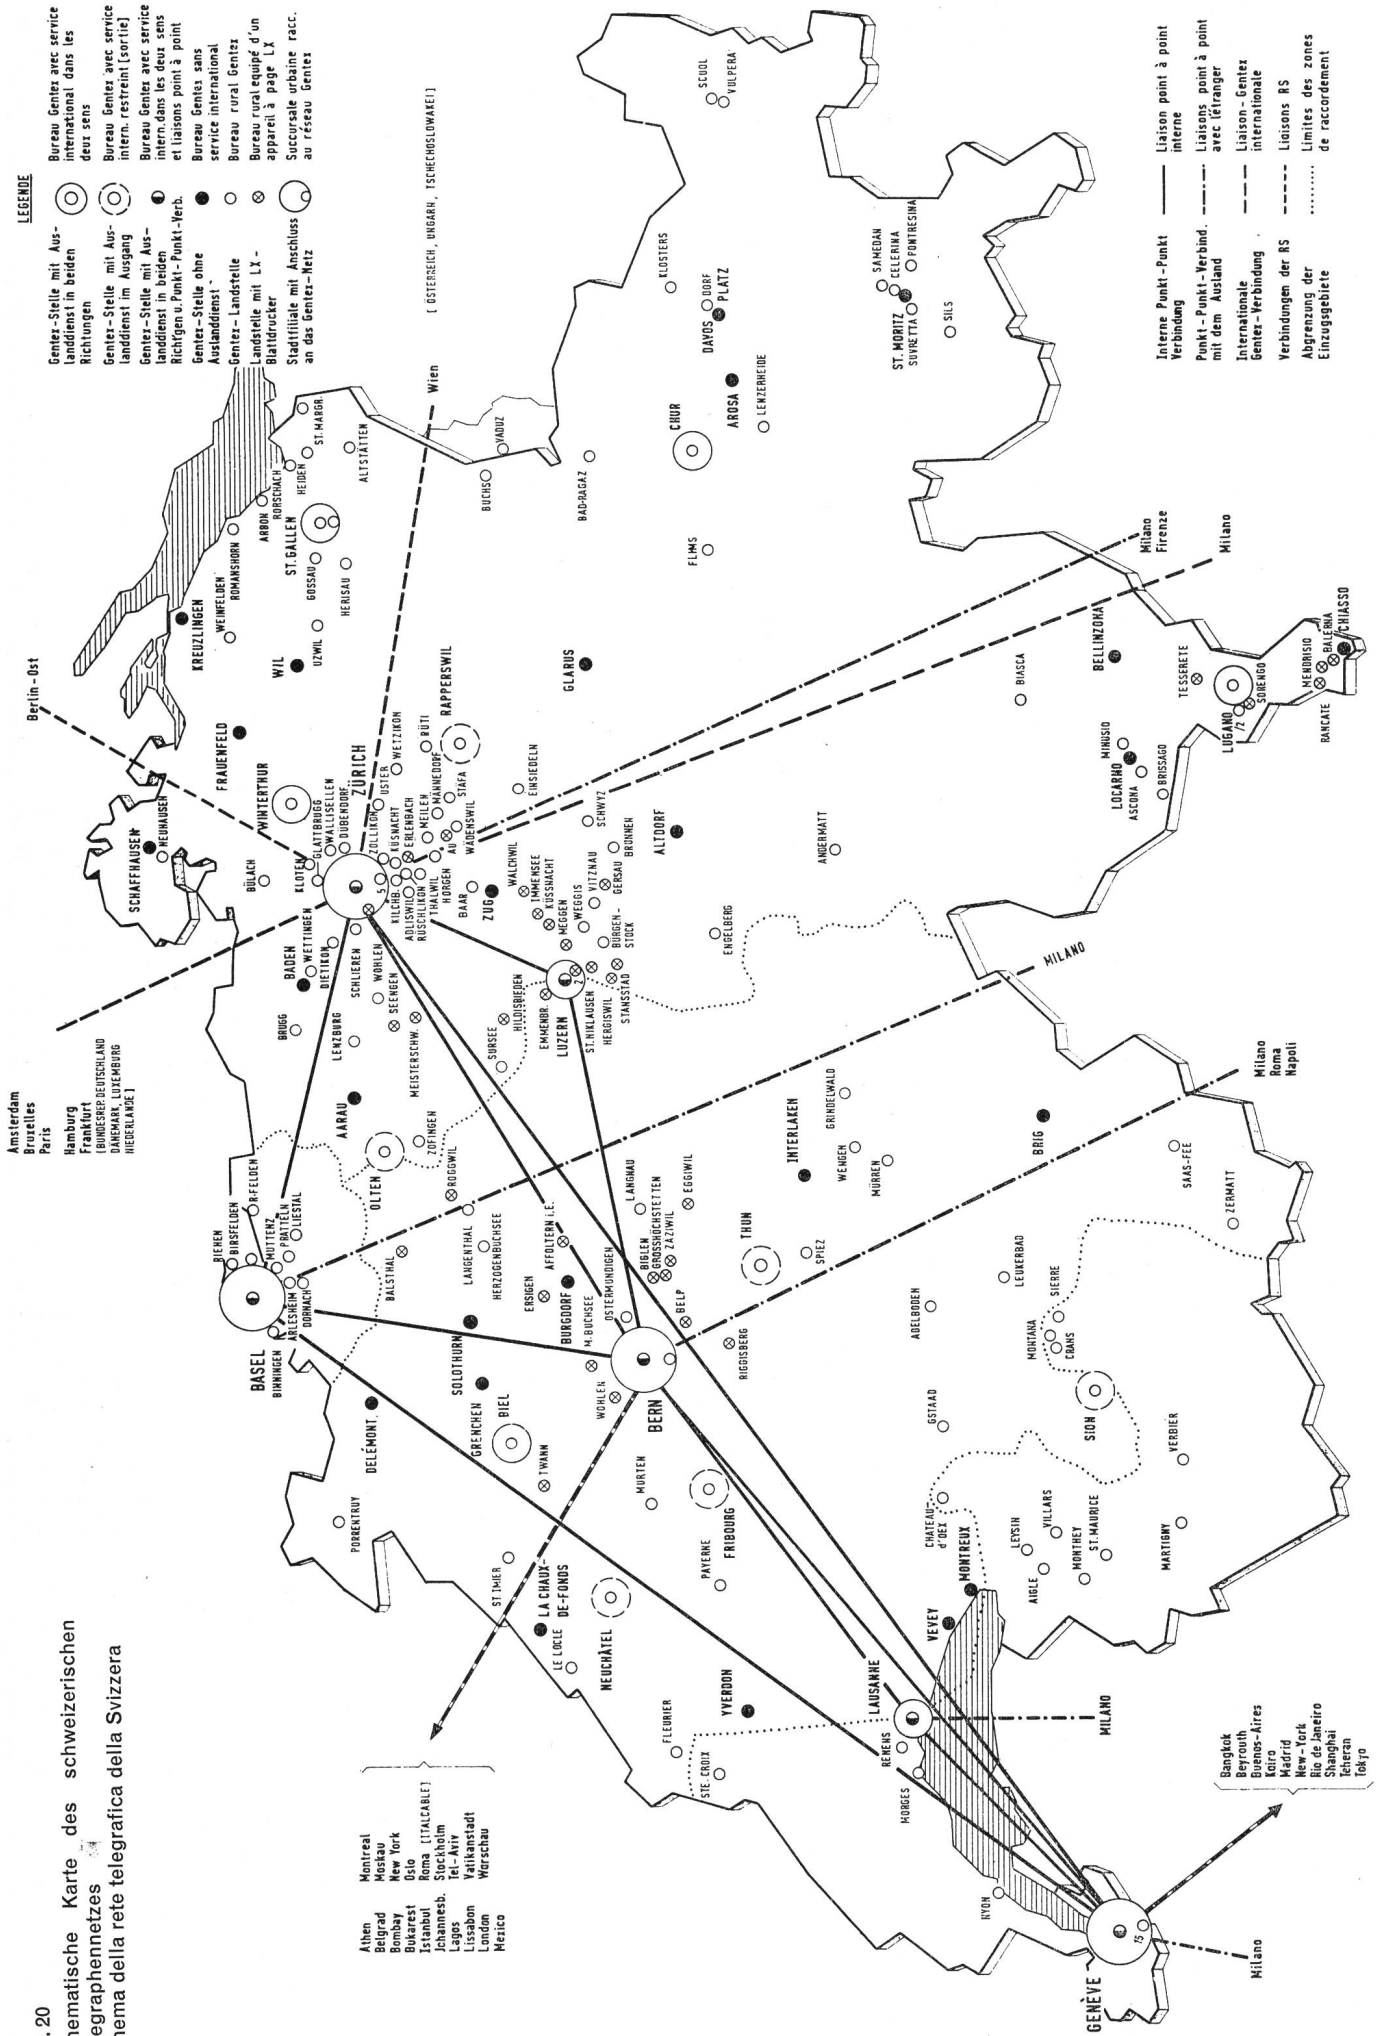 . 20
hematische Karte des schweizerischen
egraphennetzes
hema della rete telegrafica della Svizzera
LEGENDE
Gentex-Stelle mit Aus-
landdienst in beiden
Richtungen
Bureau Gentex avec service
international dans les
deux sens
Gentex-Stelle mit Aus-
landdienst im Ausgang
Bureau Gentex avec service
intern. restreint [sortie]
Gentex-Stelle mit Aus-
landdienst in beiden
Richtgen u. Punkt-Punkt-Verb.
Bureau Gentex avec service
intern. dans les deux sens
et liaisons point à point
Gentex-Stelle ohne
Auslanddienst
Bureau Gentex sans
service international
Gentex-Landstelle
Bureau rural Gentex
Landstelle mit LX-
Blattdrucker
Bureau rural equipé d'un
appareil à page LX
Stadtfiliale mit Anschluss
an das Gentex-Netz
Succursale urbaine racc.
au réseau Gentex
Interne Punkt-Punkt
Verbindung
Liaison point à point
interne
Punkt-Punkt-Verbind.
mit dem Ausland
Liaisons point à point
avec l'étranger
Internationale
Gentex-Verbindung
Liaison-Gentex
internationale
Verbindungen der RS
Liaisons RS
Abgrenzung der
Einzugsgebiete
Limites des zones
de raccordement
Amsterdam
Bruxelles
Paris
Hamburg
Frankfurt
[BUNDESREP. DEUTSCHLAND
DÄNEMARK, LUXEMBURG
NIEDERLANDE]
Berlin-Ost
Wien
[ÖSTERREICH, UNGARN, TSCHECHOSLOWAKEI]
Athen
Belgrad
Bombay
Bukarest
Istanbul
Johannesb.
Lagos
Lissabon
London
Mexico
Montreal
Moskau
New York
Oslo
Roma [ITALCABLE]
Stockholm
Tel-Aviv
Vatikanstadt
Warschau
Bangkok
Beyrouth
Buenos-Aires
Kairo
Madrid
New-York
Rio de Janeiro
Shanghai
Teheran
Tokyo
Milano
Firenze
Milano
MILANO
Milano
Roma
Napoli
MILANO
Milano
SCHAFFHAUSEN
NEUHAUSEN
KREUZLINGEN
WEINFELDEN
ROMANSHORN
ARBON
RORSCHACH
HEIDEN
ST. MARGR.
ALTSTÄTTEN
ST. GALLEN
GOSSAU
HERISAU
UZWIL
WIL
FRAUENFELD
WINTERTHUR
BÜLACH
KLOTEN
GLATTBRUGG
WALLISELLEN
DÜBENDORF
ZÜRICH
5
ZOLLIKON
USTER
WETZIKON
KÜSNACHT
ERLENBACH
MEILEN
MÄNNEDORF
RÜTI
STÄFA
RAPPERSWIL
KILCHB.
ADLISWIL
RÜSCHLIKON
THALWIL
HORGEN
AU
WÄDENSWIL
BAAR
ZUG
WALCHWIL
EINSIEDELN
IMMENSEE
KÜSSNACHT
MEGGEN
WEGGIS
VITZNAU
GERSAU
BRUNNEN
SCHWYZ
BÜRGEN-
STOCK
ALTDORF
GLARUS
BUCHS
VADUZ
BAD-RAGAZ
FLIMS
CHUR
AROSA
LENZERHEIDE
DAVOS
DORF
PLATZ
KLOSTERS
SCUOL
VULPERA
ST. MORITZ
SAMEDAN
CELERINA
PONTRESINA
SUVRETTA
SILS
BADEN
WETTINGEN
DIETIKON
SCHLIEREN
BRUGG
LENZBURG
WOHLEN
SEENGEN
MEISTERSCHW.
AARAU
OLTEN
ZOFINGEN
ROGGWIL
SURSEE
HILDISRIEDEN
EMMENBR.
LUZERN
2
ST. NIKLAUSEN
HERGISWIL
STANSSTAD
ENGELBERG
ANDERMATT
BASEL
RIEHEN
BIRSFELDEN
R-FELDEN
MUTTENZ
PRATTELN
LIESTAL
ARLESHEIM
DORNACH
BINNINGEN
BALSTHAL
LANGENTHAL
HERZOGENBUCHSEE
AFFOLTERN i.E.
ERSIGEN
BURGDORF
SOLOTHURN
GRENCHEN
BIEL
DELÉMONT
PORRENTRUY
TWANN
ST. IMIER
LA CHAUX-
DE-FONDS
LE LOCLE
NEUCHÂTEL
FLEURIER
STE. CROIX
YVERDON
M. BUCHSEE
OSTERMUNDIGEN
WOHLEN
BERN
BELP
RIGGISBERG
LANGNAU
BIGLEN
GROSSHÖCHSTETTEN
ZÄZIWIL
EGGIWIL
THUN
SPIEZ
INTERLAKEN
WENGEN
GRINDELWALD
MÜRREN
MURTEN
FRIBOURG
PAYERNE
ADELBODEN
LEUKERBAD
GSTAAD
CHATEAU-
d'OEX
MONTANA
SIERRE
CRANS
SION
BRIG
SAAS-FEE
ZERMATT
VERBIER
MARTIGNY
ST. MAURICE
MONTHEY
VILLARS
LEYSIN
AIGLE
MONTREUX
VEVEY
LAUSANNE
RENENS
MORGES
NYON
GENÈVE
15
BIASCA
BELLINZONA
TESSERETE
MINUSIO
LOCARNO
ASCONA
BRISSAGO
LUGANO
/2
SORENGO
RANCATE
MENDRISIO
BALERNA
CHIASSO